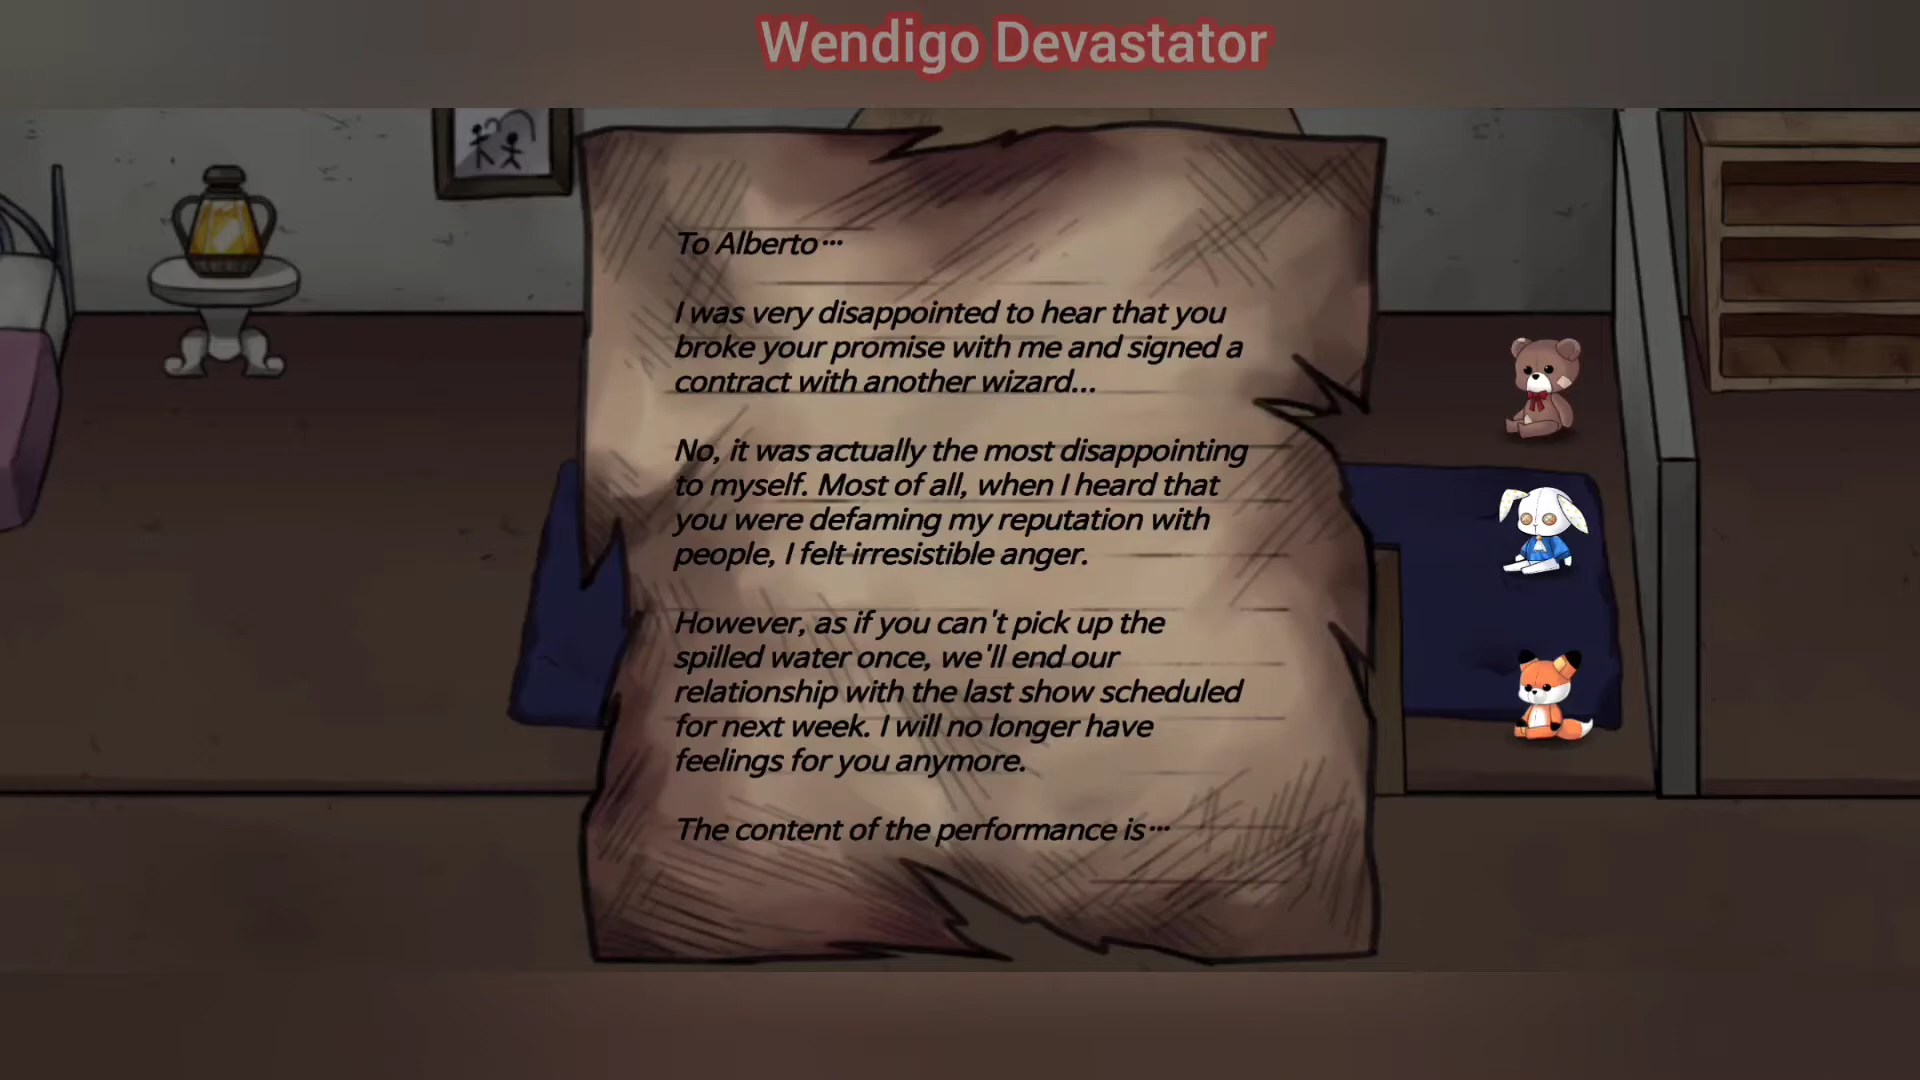 Wendigo Devastator
To Alberto…
I was very disappointed to hear that you
broke your promise with me and signed a
contract with another wizard...
No, it was actually the most disappointing
to myself. Most of all, when I heard that
you were defaming my reputation with
people, I felt irresistible anger.
However, as if you can't pick up the
spilled water once, we'll end our
relationship with the last show scheduled
for next week. I will no longer have
feelings for you anymore.
The content of the performance is…